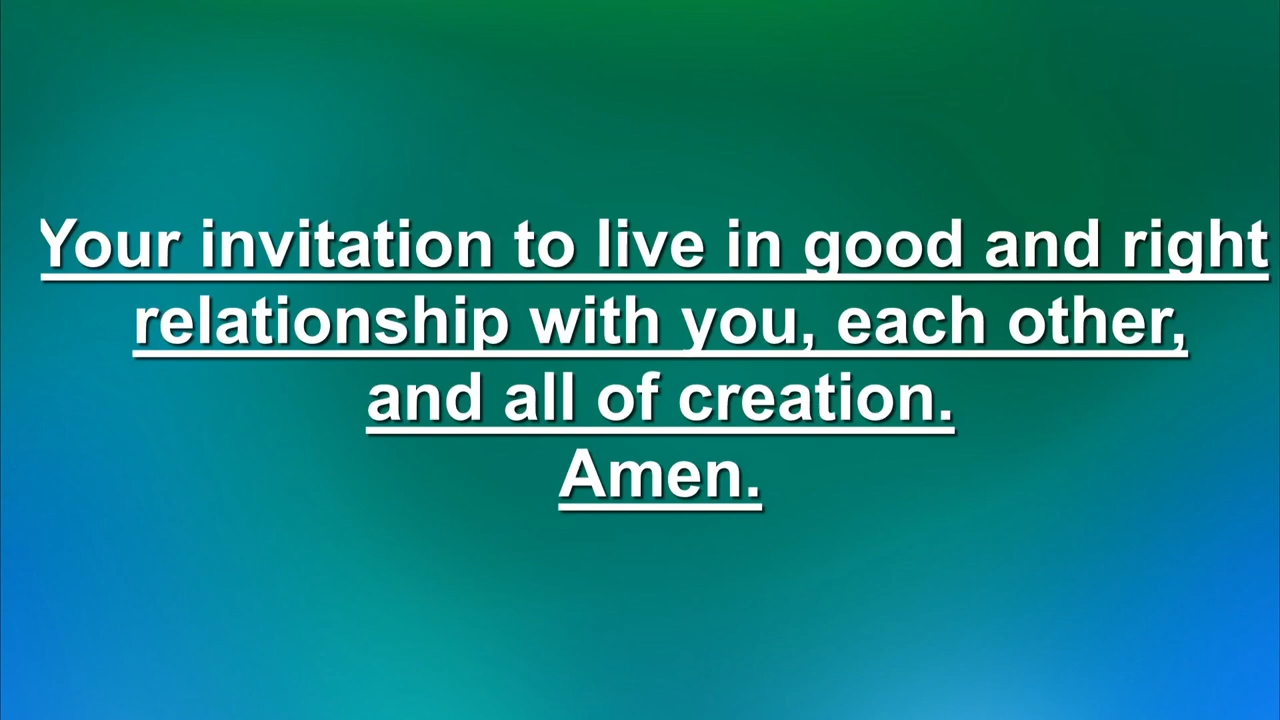 Your invitation to live in good and right
relationship with you, each other,
and all of creation.
Amen.